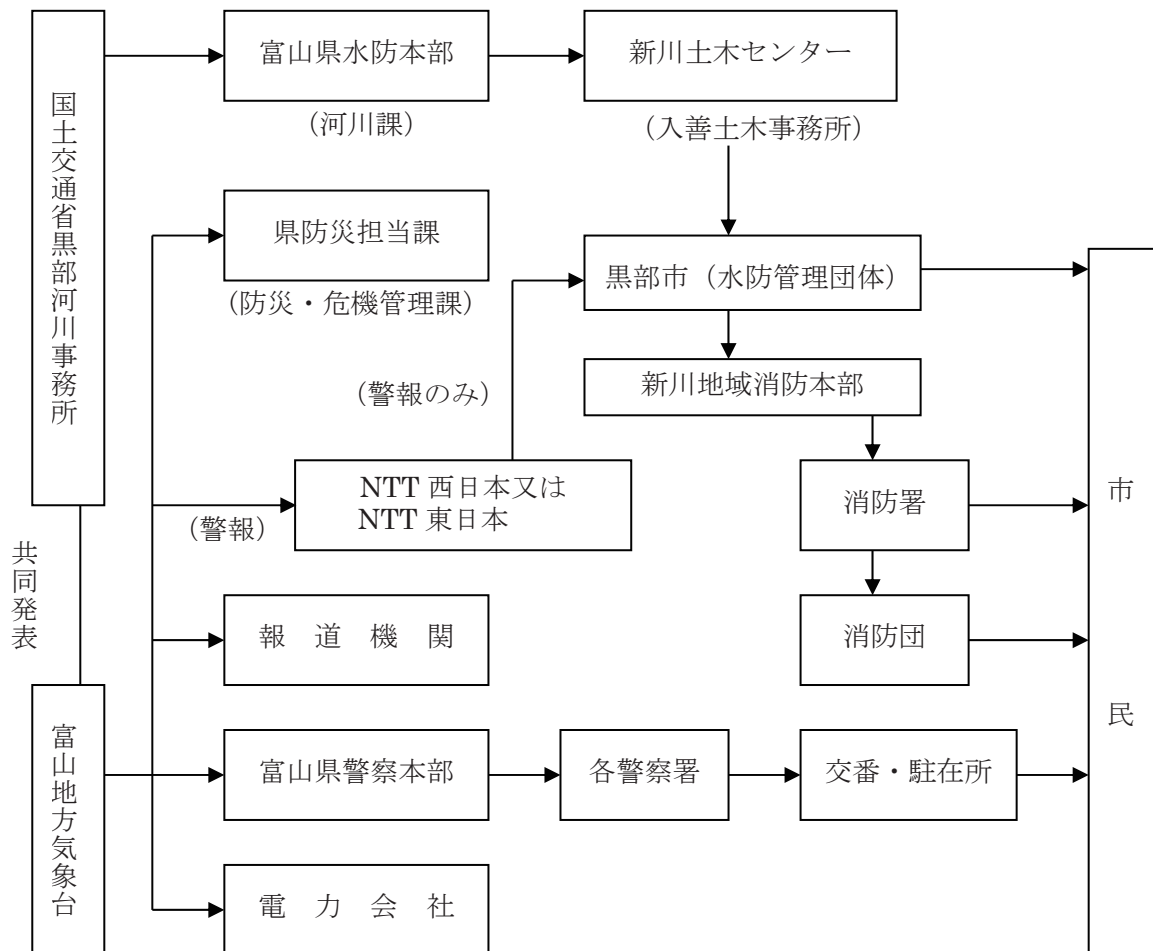 国土交通省黒部河川事務所
富山県水防本部
(河川課)
新川土木センター
(入善土木事務所)
県防災担当課
(防災・危機管理課)
黒部市（水防管理団体）
新川地域消防本部
(警報のみ)
NTT 西日本又は
NTT 東日本
(警報)
消防署
消防団
共同発表
報　道　機　関
富山地方気象台
富山県警察本部
各警察署
交番・駐在所
電　力　会　社
市民